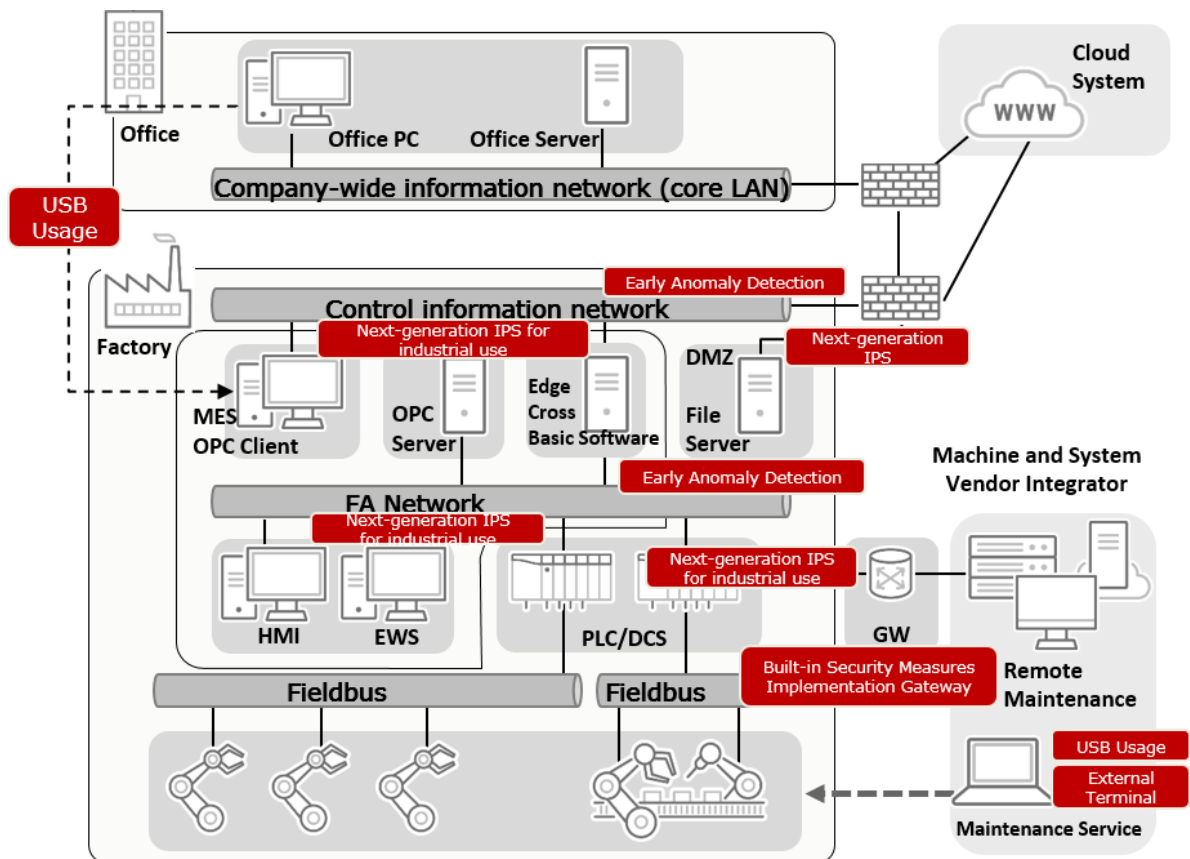 Cloud
System
WWW
Office
Office PC
Office Server
Company-wide information network (core LAN)
USB
Usage
Early Anomaly Detection
Control information network
Factory
Next-generation IPS for
industrial use
Next-generation
IPS
DMZ
File
Server
MES
OPC Client
OPC
Server
Edge
Cross
Basic Software
Machine and System
Vendor Integrator
Early Anomaly Detection
FA Network
Next-generation IPS
for industrial use
Next-generation IPS
for industrial use
HMI
EWS
PLC/DCS
GW
Built-in Security Measures
Implementation Gateway
Remote
Maintenance
Fieldbus
Fieldbus
USB Usage
External
Terminal
Maintenance Service